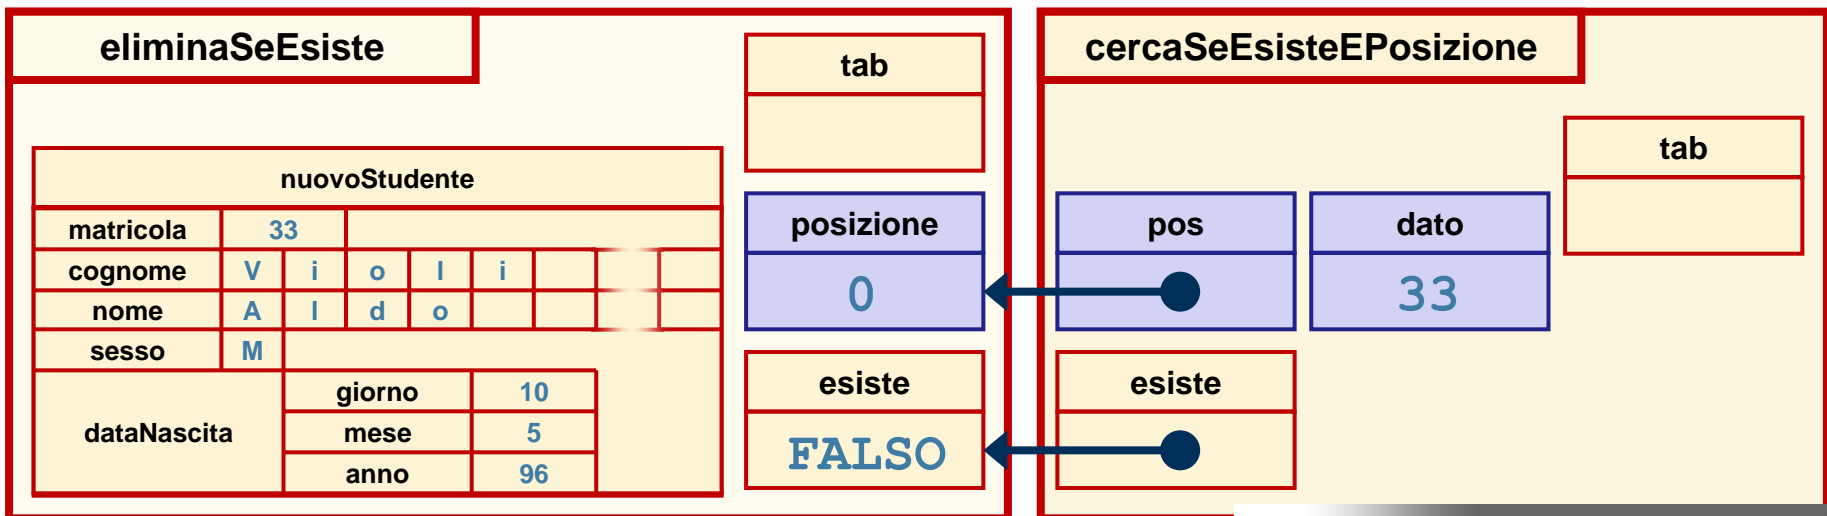 eliminaSeEsiste
tab
nuovoStudente
matricola 33
cognome V i o l i
nome A l d o
sesso M
dataNascita
giorno 10
mese 5
anno 96
posizione
0
esiste
FALSO
cercaSeEsisteEPosizione
tab
pos
dato
33
esiste